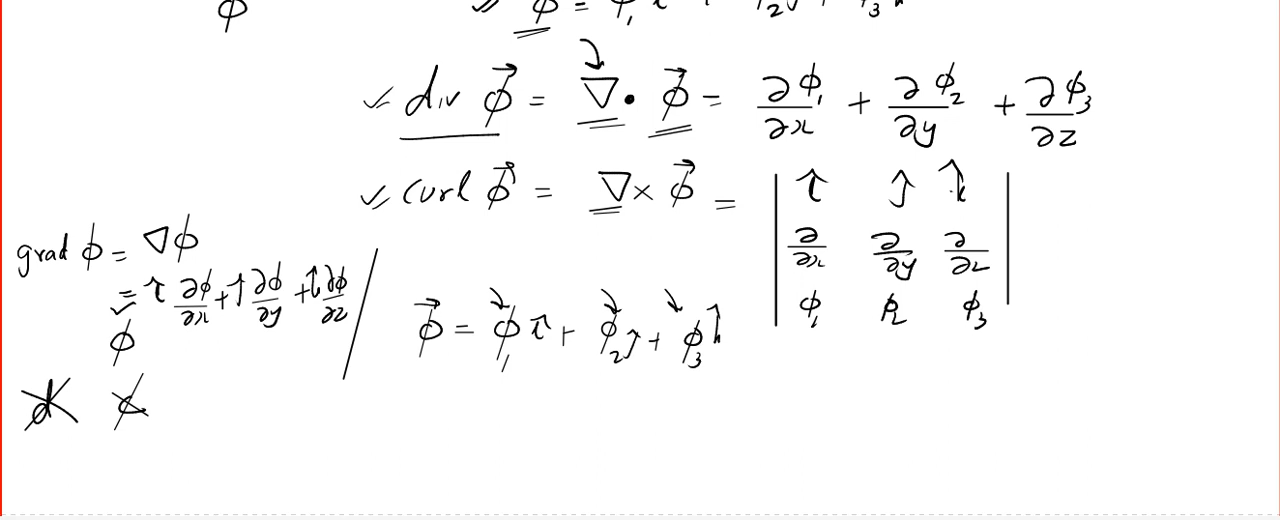 ϕ
div ϕ⃗ = ∇ · ϕ⃗ = ∂ϕ₁/∂x + ∂ϕ₂/∂y + ∂ϕ₃/∂z
curl ϕ⃗ = ∇ × ϕ⃗ = | î ĵ k̂ |
| ∂/∂x ∂/∂y ∂/∂z |
| ϕ₁ ϕ₂ ϕ₃ |
grad ϕ = ∇ϕ
= î ∂ϕ/∂x + ĵ ∂ϕ/∂y + k̂ ∂ϕ/∂z
ϕ
ϕ⃗ = ϕ₁ î + ϕ₂ ĵ + ϕ₃ k̂